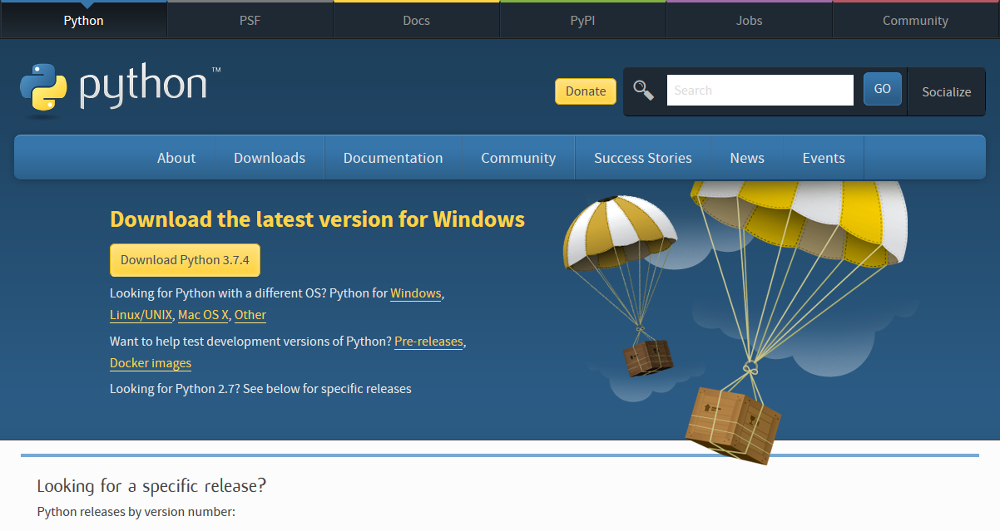 Python PSF Docs PyPI Jobs Community
python™
Donate Search GO Socialize
About Downloads Documentation Community Success Stories News Events
Download the latest version for Windows
Download Python 3.7.4
Looking for Python with a different OS? Python for Windows,
Linux/UNIX, Mac OS X, Other
Want to help test development versions of Python? Pre-releases,
Docker images
Looking for Python 2.7? See below for specific releases
Looking for a specific release?
Python releases by version number: